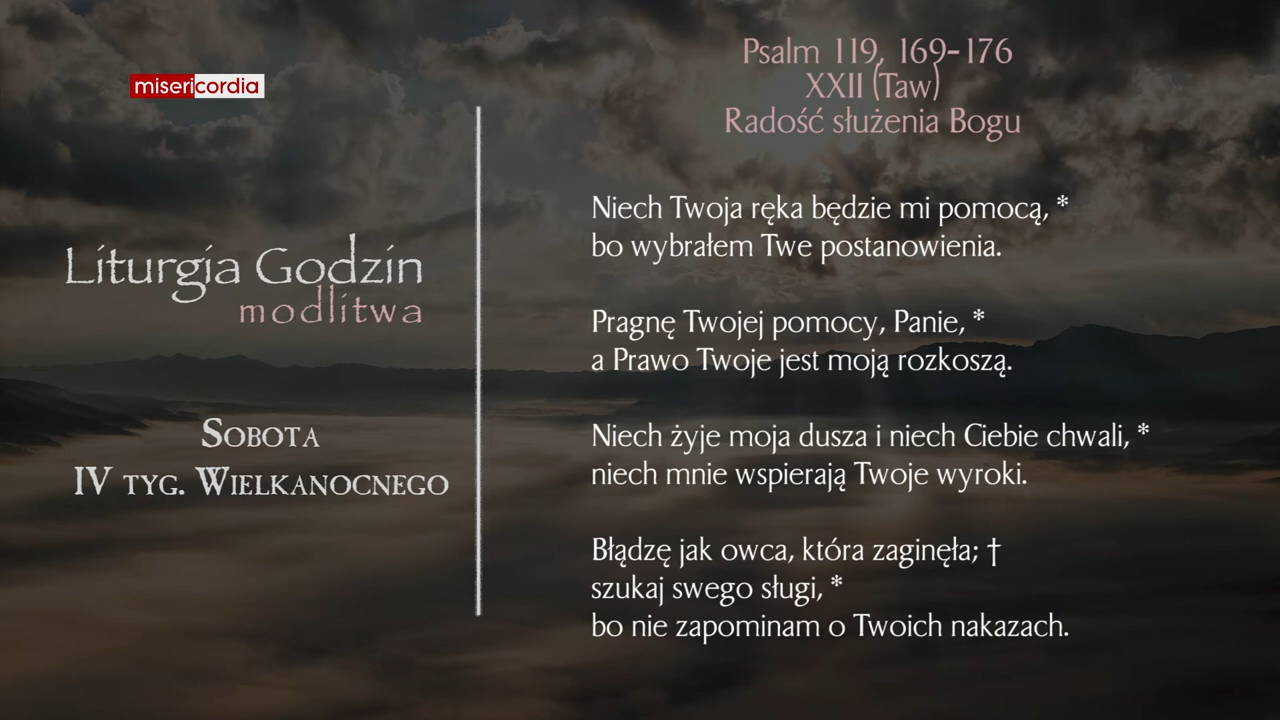 misericordia
Liturgia Godzin
modlitwa
Sobota
IV tyg. Wielkanocnego
Psalm 119, 169-176
XXII (Taw)
Radość służenia Bogu
Niech Twoja ręka będzie mi pomocą, *
bo wybrałem Twe postanowienia.
Pragnę Twojej pomocy, Panie, *
a Prawo Twoje jest moją rozkoszą.
Niech żyje moja dusza i niech Ciebie chwali, *
niech mnie wspierają Twoje wyroki.
Błądzę jak owca, która zaginęła; †
szukaj swego sługi, *
bo nie zapominam o Twoich nakazach.